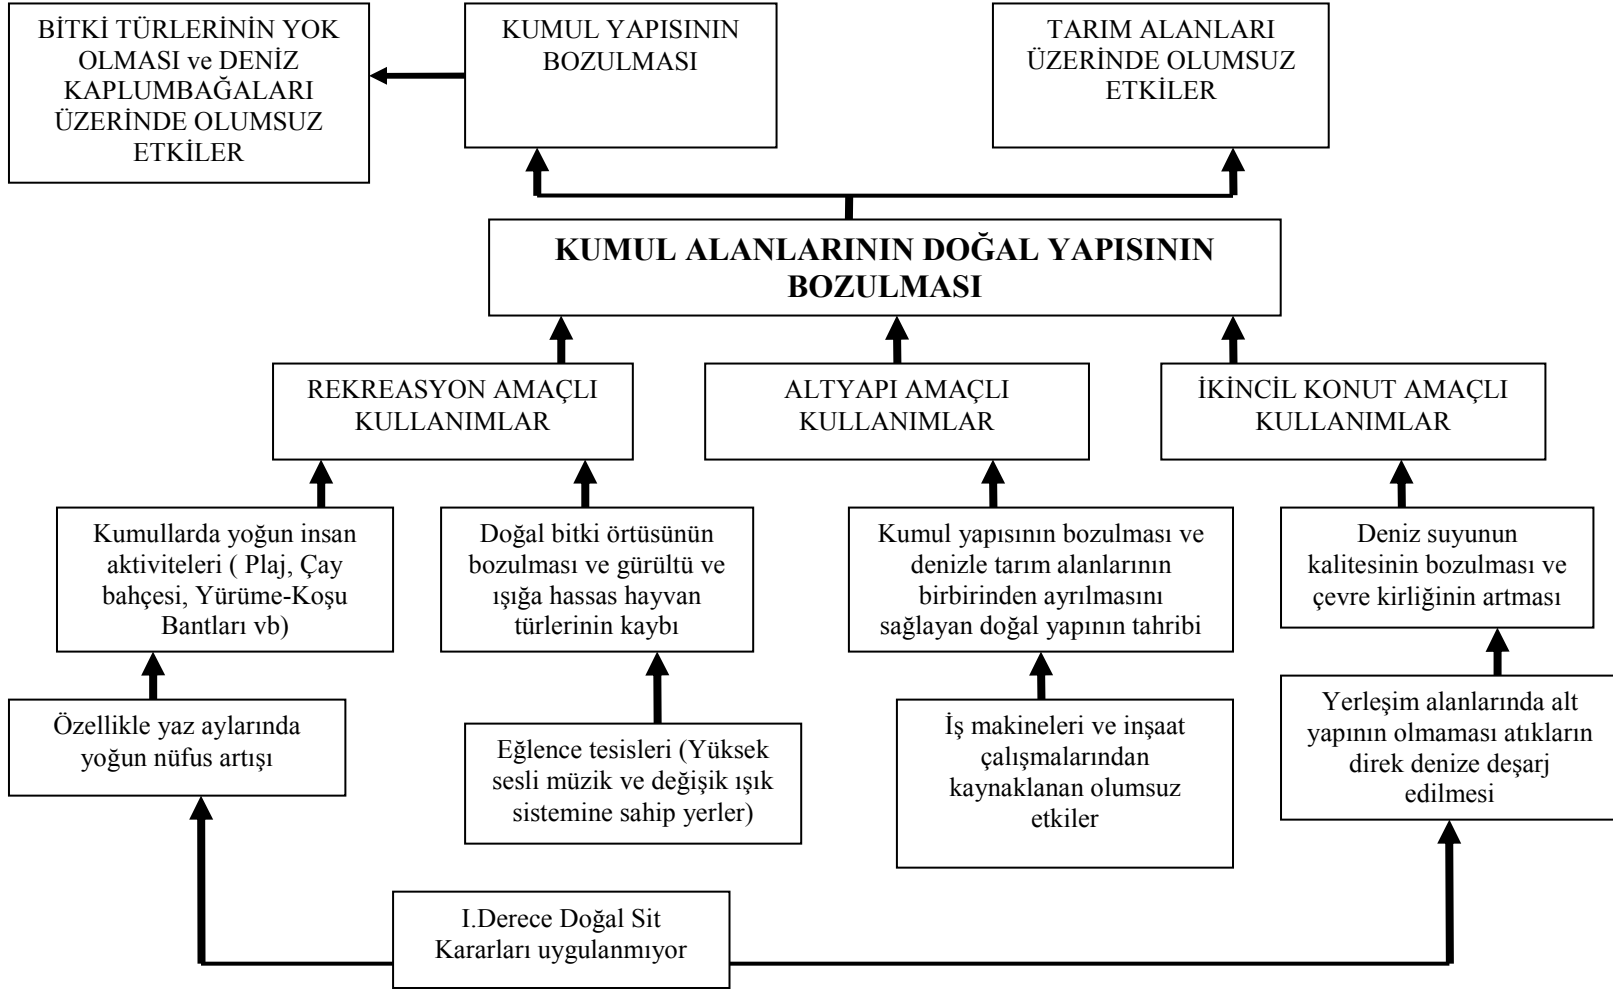 BİTKİ TÜRLERİNİN YOK
OLMASI ve DENİZ
KAPLUMBAĞALARI
ÜZERİNDE OLUMSUZ
ETKİLER
KUMUL YAPISININ
BOZULMASI
TARIM ALANLARI
ÜZERİNDE OLUMSUZ
ETKİLER
KUMUL ALANLARININ DOĞAL YAPISININ
BOZULMASI
REKREASYON AMAÇLI
KULLANIMLAR
ALTYAPI AMAÇLI
KULLANIMLAR
İKİNCİL KONUT AMAÇLI
KULLANIMLAR
Kumullarda yoğun insan
aktiviteleri ( Plaj, Çay
bahçesi, Yürüme-Koşu
Bantları vb)
Doğal bitki örtüsünün
bozulması ve gürültü ve
ışığa hassas hayvan
türlerinin kaybı
Kumul yapısının bozulması ve
denizle tarım alanlarının
birbirinden ayrılmasını
sağlayan doğal yapının tahribi
Deniz suyunun
kalitesinin bozulması ve
çevre kirliğinin artması
Özellikle yaz aylarında
yoğun nüfus artışı
Eğlence tesisleri (Yüksek
sesli müzik ve değişik ışık
sistemine sahip yerler)
İş makineleri ve inşaat
çalışmalarından
kaynaklanan olumsuz
etkiler
Yerleşim alanlarında alt
yapının olmaması atıkların
direk denize deşarj
edilmesi
I.Derece Doğal Sit
Kararları uygulanmıyor